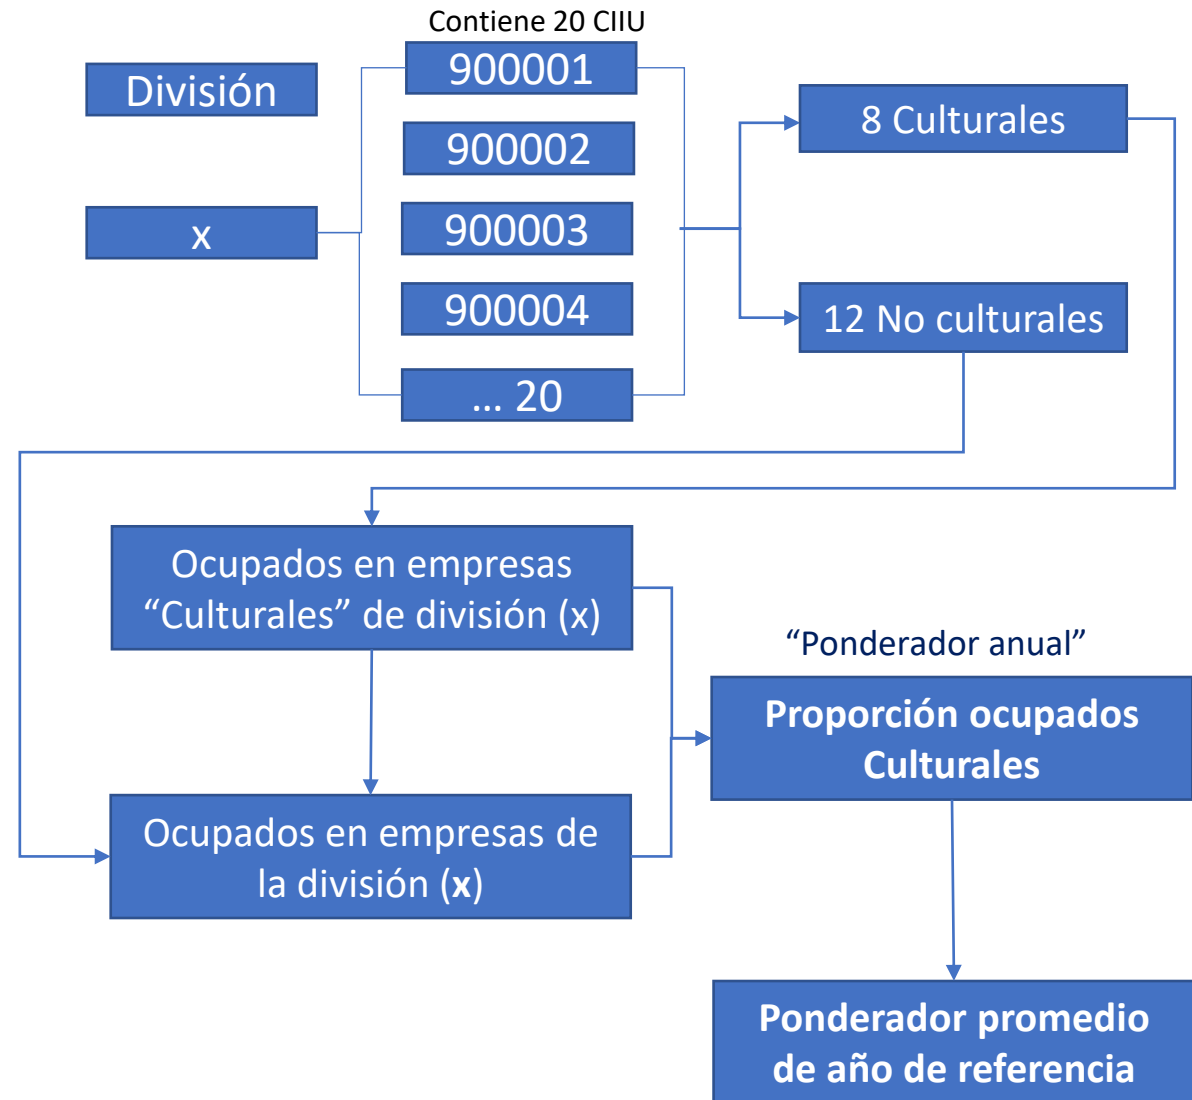 Contiene 20 CIIU
División
x
900001
900002
900003
900004
... 20
8 Culturales
12 No culturales
Ocupados en empresas
“Culturales” de división (x)
Ocupados en empresas de
la división (x)
“Ponderador anual”
Proporción ocupados
Culturales
Ponderador promedio
de año de referencia